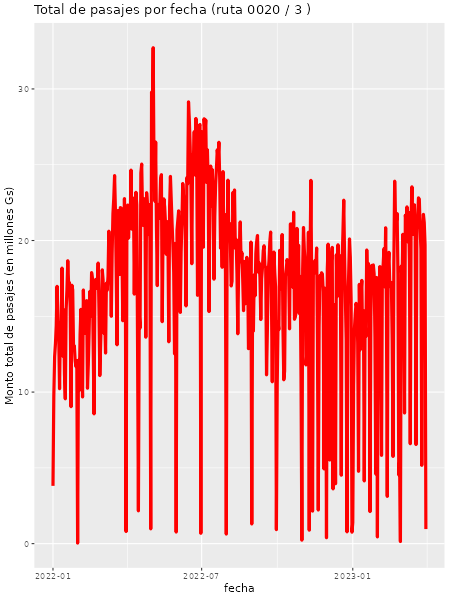 Total de pasajes por fecha (ruta 0020 / 3 )
Monto total de pasajes (en millones Gs)
30
20
10
0
2022-01
2022-07
2023-01
fecha